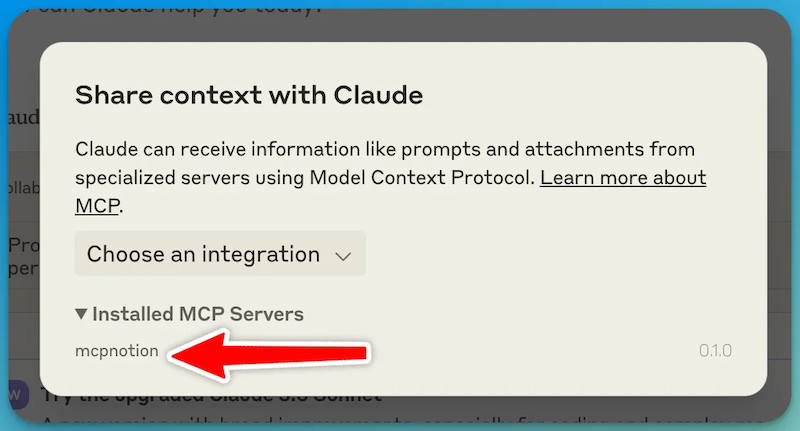 can Claude help you today?
Share context with Claude
Claude can receive information like prompts and attachments from
specialized servers using Model Context Protocol. Learn more about
MCP.
Choose an integration
▼ Installed MCP Servers
mcpnotion 0.1.0
W Try the upgraded Claude 3.5 Sonnet